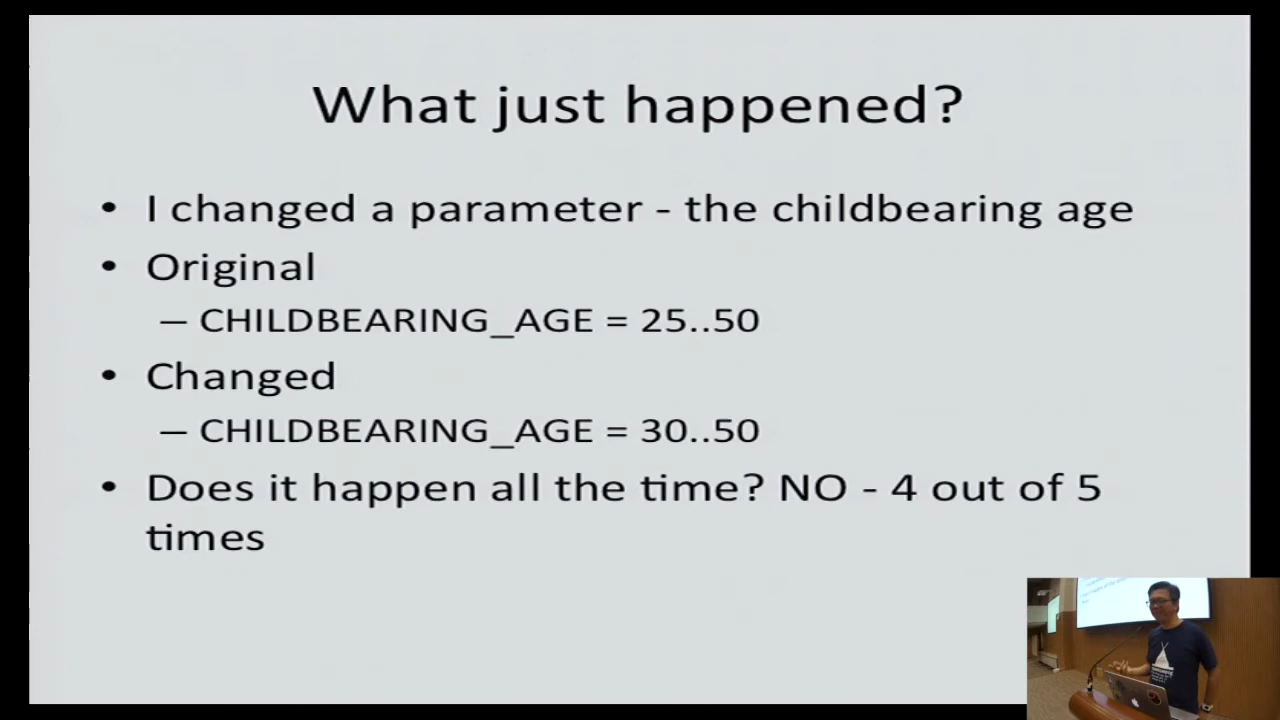 What just happened?
• I changed a parameter - the childbearing age
• Original
– CHILDBEARING_AGE = 25..50
• Changed
– CHILDBEARING_AGE = 30..50
• Does it happen all the time? NO - 4 out of 5
times